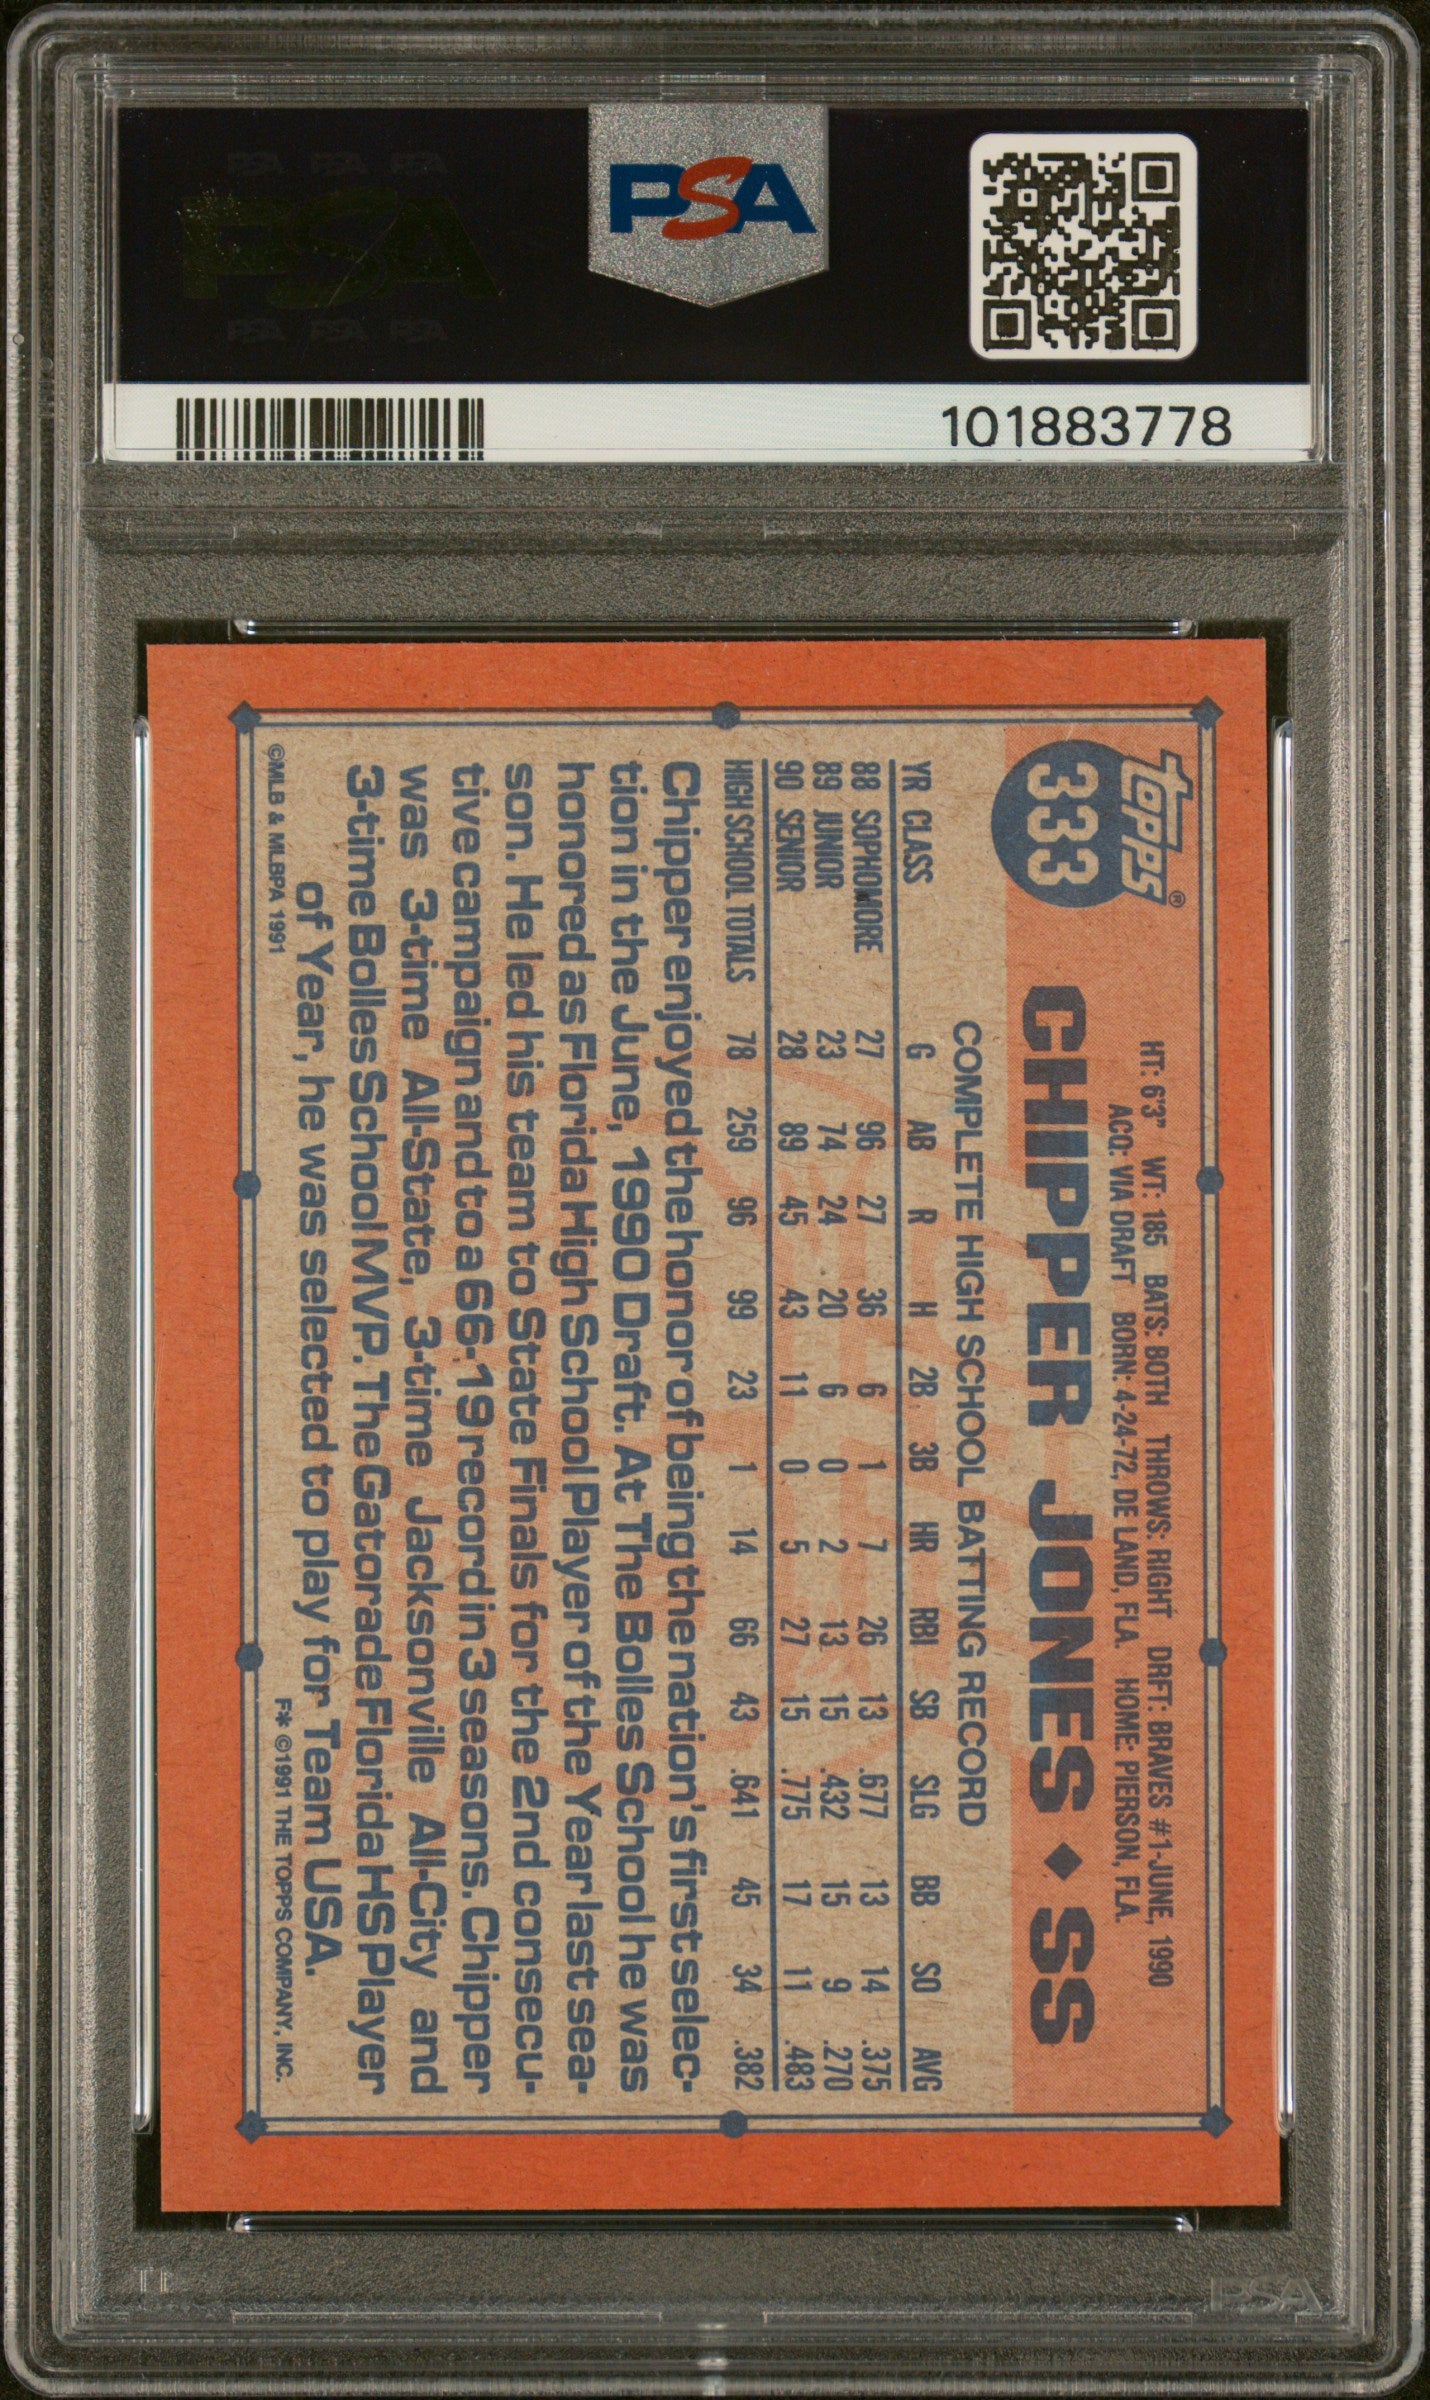 PSA
PSA PSA PSA
PSA
PSA PSA PSA
101883778
topps®
333
HT: 6'3" WT: 185 BATS: BOTH THROWS: RIGHT DRFT: BRAVES #1-JUNE, 1990
ACQ: VIA DRAFT BORN: 4-24-72, DE LAND, FLA. HOME: PIERSON, FLA.
CHIPPER JONES ♦ SS
COMPLETE HIGH SCHOOL BATTING RECORD
YR CLASS G AB R H 2B 3B HR RBI SB SLG BB SO AVG
88 SOPHOMORE 27 96 27 36 6 1 7 26 13 .677 13 14 .375
89 JUNIOR 23 74 24 20 6 0 2 13 15 .432 15 9 .270
90 SENIOR 28 89 45 43 11 0 5 27 15 .775 17 11 .483
HIGH SCHOOL TOTALS 78 259 96 99 23 1 14 66 43 .641 45 34 .382
Chipper enjoyed the honor of being the nation's first selec-
tion in the June, 1990 Draft. At The Bolles School he was
honored as Florida High School Player of the Year last sea-
son. He led his team to State Finals for the 2nd consecu-
tive campaign and to a 66-19 record in 3 seasons. Chipper
was 3-time All-State, 3-time Jacksonville All-City and
3-time Bolles School MVP. The Gatorade Florida HS Player
of Year, he was selected to play for Team USA.
©MLB & MLBPA 1991
F* ©1991 THE TOPPS COMPANY, INC.
PSA